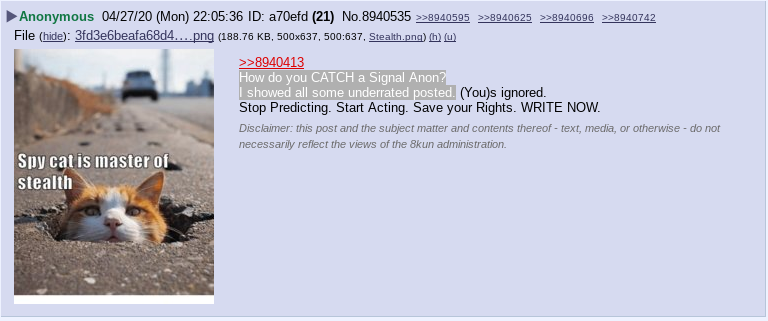 Anonymous 04/27/20 (Mon) 22:05:36 ID: a70efd (21) No.8940535 >>8940595 >>8940625 >>8940696 >>8940742
File (hide): 3fd3e6beafa68d4….png (188.76 KB, 500x637, 500:637, Stealth.png) (h) (u)
>>8940413
How do you CATCH a Signal Anon?
I showed all some underrated posted. (You)s ignored.
Stop Predicting. Start Acting. Save your Rights. WRITE NOW.
Disclaimer: this post and the subject matter and contents thereof - text, media, or otherwise - do not
necessarily reflect the views of the 8kun administration.
Spy cat is master of
stealth